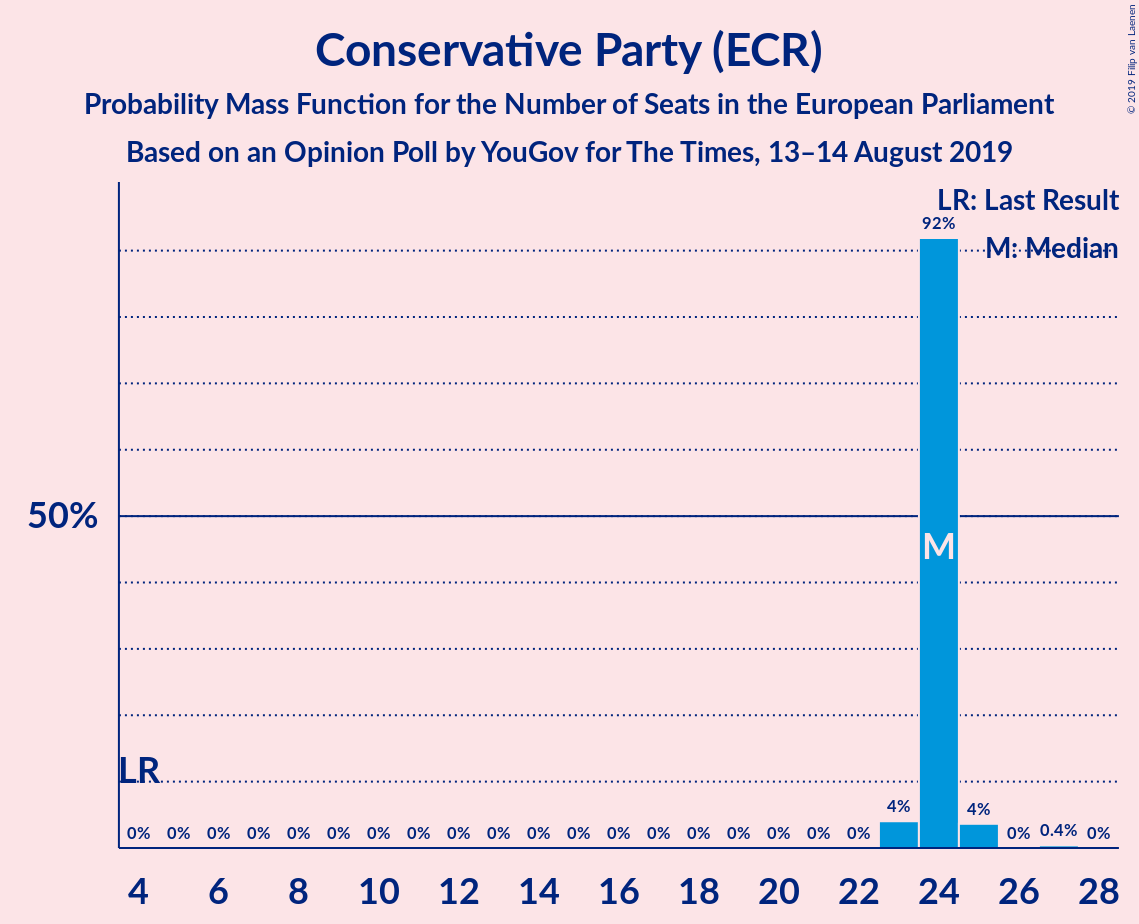 Conservative Party (ECR)
Probability Mass Function for the Number of Seats in the European Parliament
Based on an Opinion Poll by YouGov for The Times, 13–14 August 2019
© 2019 Filip van Laenen
LR: Last Result
92%
M: Median
50%
M
LR
4%
4%
0% 0% 0% 0% 0% 0% 0% 0% 0% 0% 0% 0% 0% 0% 0% 0% 0% 0% 0% 0% 0.4% 0%
4 6 8 10 12 14 16 18 20 22 24 26 28